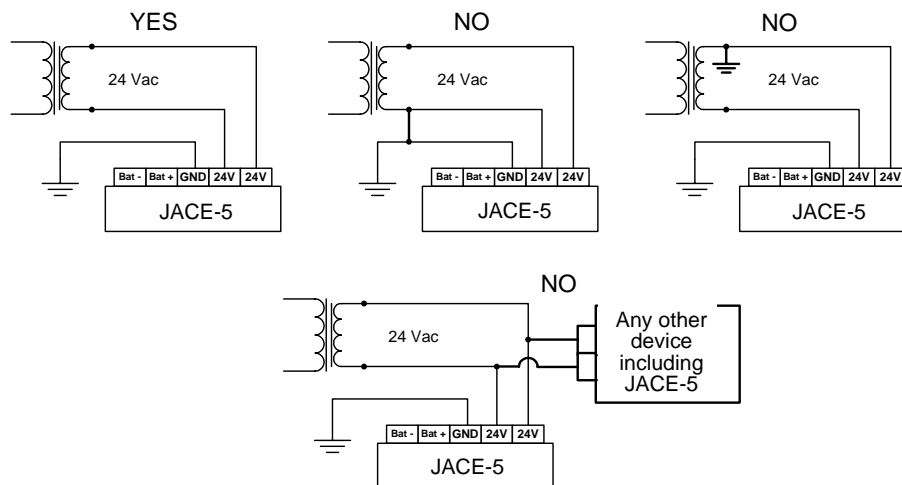 YES
24 Vac
Bat - Bat + GND 24V 24V
JACE-5
NO
24 Vac
Bat - Bat + GND 24V 24V
JACE-5
NO
24 Vac
Bat - Bat + GND 24V 24V
JACE-5
NO
24 Vac
Any other
device
including
JACE-5
Bat - Bat + GND 24V 24V
JACE-5